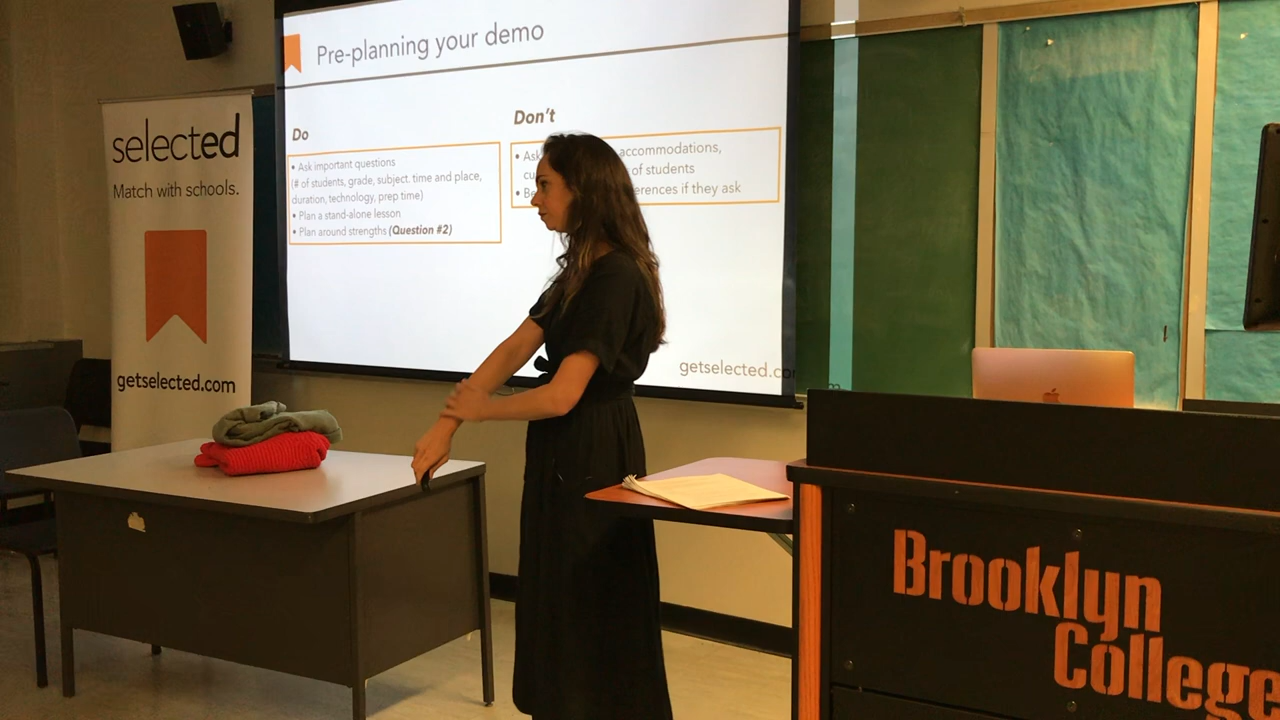 Pre-planning your demo
Do
• Ask important questions
(# of students, grade, subject. time and place,
duration, technology, prep time)
• Plan a stand-alone lesson
• Plan around strengths (Question #2)
Don't
• Ask accommodations,
of students
• if they ask
getselected.co
selected
Match with schools.
getselected.com
Brooklyn
College